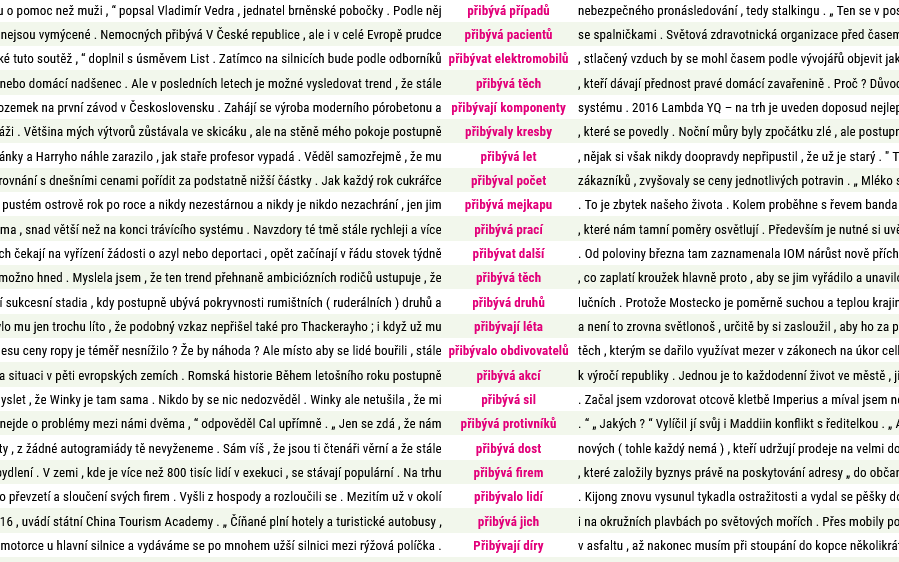 u o pomoc než muži , “ popsal Vladimír Vedra , jednatel brněnské pobočky . Podle něj přibývá případů nebezpečného pronásledování , tedy stalkingu . „ Ten se v pos
nejsou vymýcené . Nemocných přibývá V České republice , ale i v celé Evropě prudce přibývá pacientů se spalničkami . Světová zdravotnická organizace před časem
ké tuto soutěž , “ doplnil s úsměvem List . Zatímco na silnicích bude podle odborníků přibývat elektromobilů , stlačený vzduch by se mohl časem podle vývojářů objevit jak
nebo domácí nadšenec . Ale v posledních letech je možné vysledovat trend , že stále přibývá těch , kteří dávají přednost pravé domácí zavařenině . Proč ? Důvo
ozemek na první závod v Československu . Zahájí se výroba moderního pórobetonu a přibývají komponenty systému . 2016 Lambda YQ – na trh je uveden doposud nejlep
áži . Většina mých výtvorů zůstávala ve skicáku , ale na stěně mého pokoje postupně přibývaly kresby , které se povedly . Noční můry byly zpočátku zlé , ale postupn
ánky a Harryho náhle zarazilo , jak staře profesor vypadá . Věděl samozřejmě , že mu přibývá let , nějak si však nikdy doopravdy nepřipustil , že už je starý . " T
rovnání s dnešními cenami pořídit za podstatně nižší částky . Jak každý rok cukrářce přibýval počet zákazníků , zvyšovaly se ceny jednotlivých potravin . „ Mléko s
pustém ostrově rok po roce a nikdy nezestárnou a nikdy je nikdo nezachrání , jen jim přibývá mejkapu . To je zbytek našeho života . Kolem proběhne s řevem banda
ma , snad větší než na konci trávícího systému . Navzdory té tmě stále rychleji a více přibývá prací , které nám tamní poměry osvětlují . Především je nutné si uvě
ch čekají na vyřízení žádosti o azyl nebo deportaci , opět začínají v řádu stovek týdně přibývat další . Od poloviny března tam zaznamenala IOM nárůst nově přích
možno hned . Myslela jsem , že ten trend přehnaně ambiciózních rodičů ustupuje , že přibývá těch , co zaplatí kroužek hlavně proto , aby se jim vyřádilo a unavilo
í sukcesní stadia , kdy postupně ubývá pokryvnosti rumištních ( ruderálních ) druhů a přibývá druhů lučních . Protože Mostecko je poměrně suchou a teplou krajin
ylo mu jen trochu líto , že podobný vzkaz nepřišel také pro Thackerayho ; i když už mu přibývají léta a není to zrovna světlonoš , určitě by si zasloužil , aby ho za p
esu ceny ropy je téměř nesnížilo ? Že by náhoda ? Ale místo aby se lidé bouřili , stále přibývalo obdivovatelů těch , kterým se dařilo využívat mezer v zákonech na úkor cel
a situaci v pěti evropských zemích . Romská historie Během letošního roku postupně přibývá akcí k výročí republiky . Jednou je to každodenní život ve městě , ji
yslet , že Winky je tam sama . Nikdo by se nic nedozvěděl . Winky ale netušila , že mi přibývá sil . Začal jsem vzdorovat otcově kletbě Imperius a míval jsem ne
nejde o problémy mezi námi dvěma , “ odpověděl Cal upřímně . „ Jen se zdá , že nám přibývá protivníků . “ „ Jakých ? “ Vylíčil jí svůj i Maddiin konflikt s ředitelkou . „ A
ty , z žádné autogramiády tě nevyženeme . Sám víš , že jsou ti čtenáři věrní a že stále přibývá dost nových ( tohle každý nemá ) , kteří udržují prodeje na velmi do
bydlení . V zemi , kde je více než 800 tisíc lidí v exekuci , se stávají populární . Na trhu přibývá firem , které založily byznys právě na poskytování adresy „ do občan
o převzetí a sloučení svých firem . Vyšli z hospody a rozloučili se . Mezitím už v okolí přibývalo lidí . Kijong znovu vysunul tykadla ostražitosti a vydal se pěšky do
16 , uvádí státní China Tourism Academy . „ Číňané plní hotely a turistické autobusy , přibývá jich i na okružních plavbách po světových mořích . Přes mobily po
motorce u hlavní silnice a vydáváme se po mnohem užší silnici mezi rýžová políčka . Přibývají díry v asfaltu , až nakonec musím při stoupání do kopce několikrá